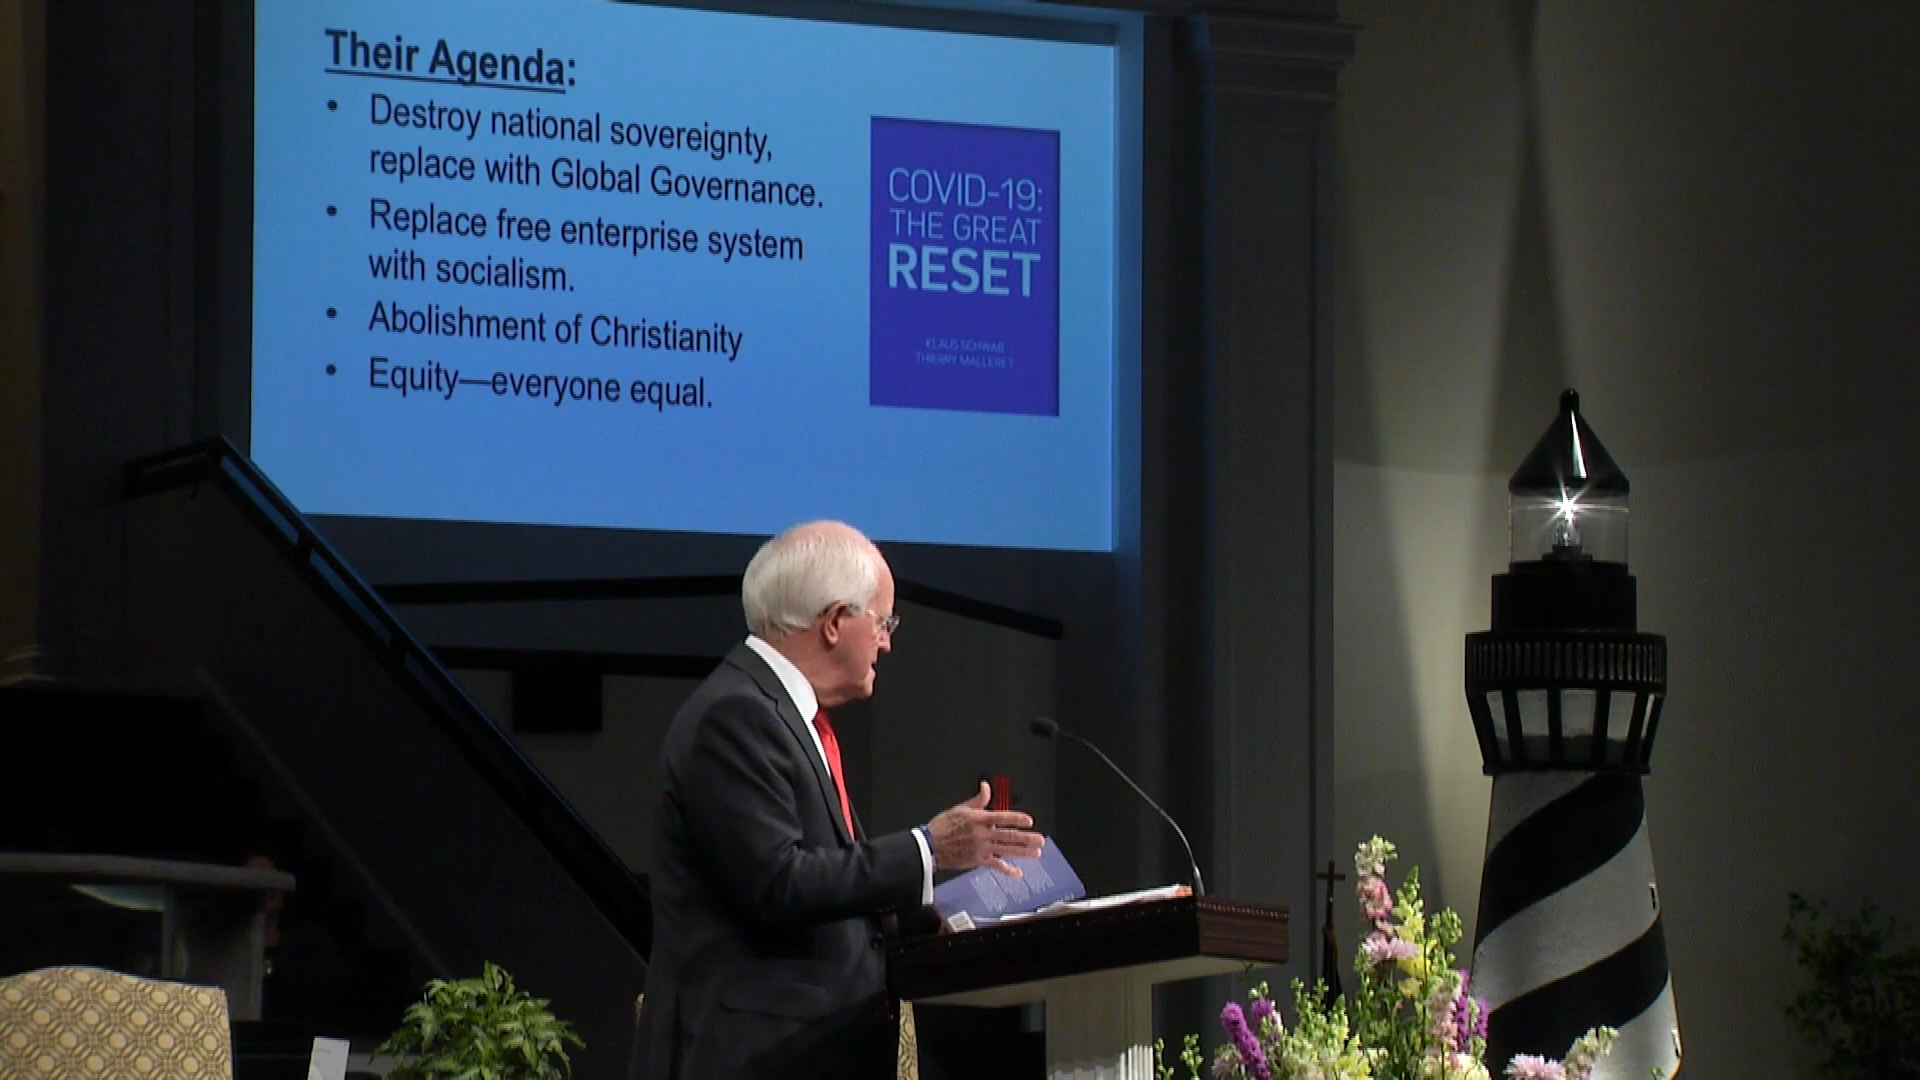 Their Agenda:
• Destroy national sovereignty,
replace with Global Governance.
• Replace free enterprise system
with socialism.
• Abolishment of Christianity
• Equity—everyone equal.
COVID-19:
THE GREAT
RESET
KLAUS SCHWAB
THIERRY MALLERET